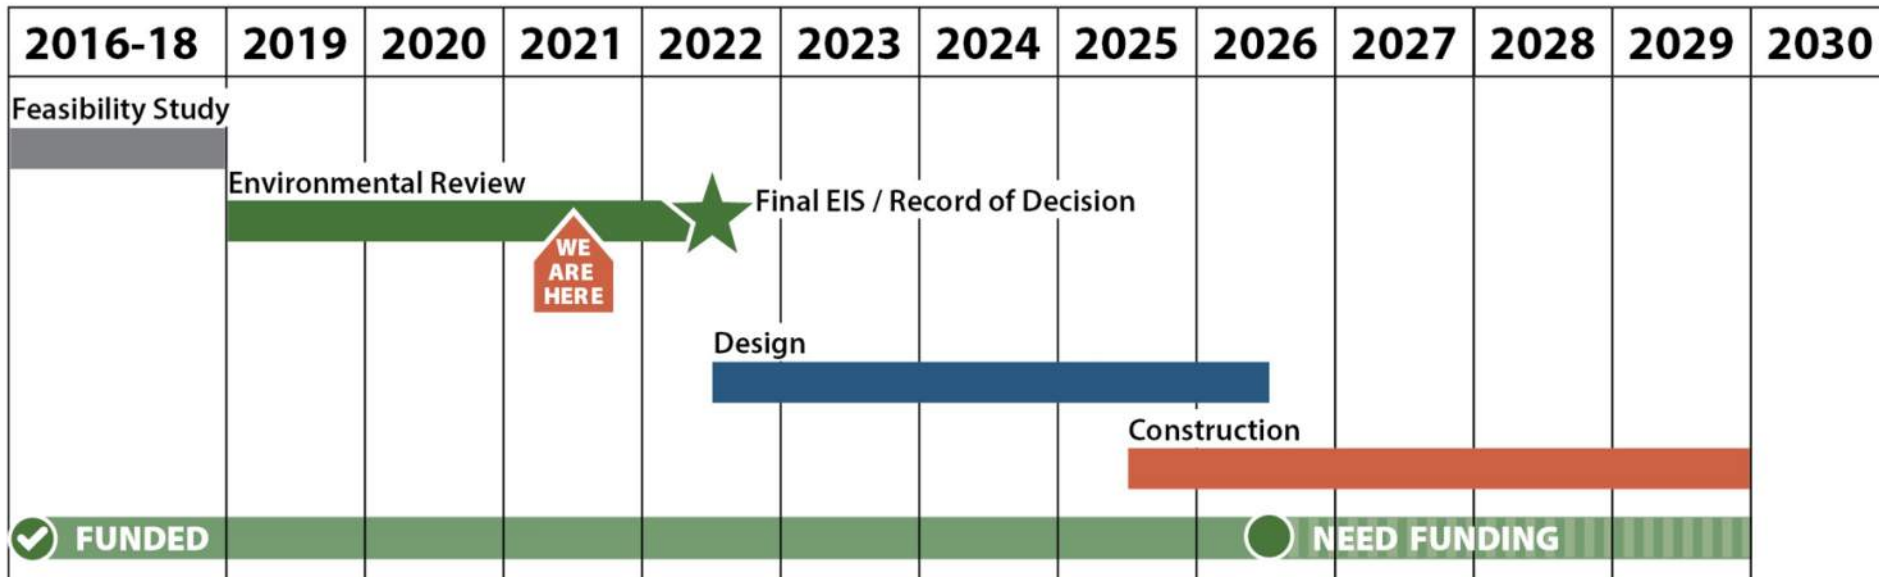 2016-18 2019 2020 2021 2022 2023 2024 2025 2026 2027 2028 2029 2030
Feasibility Study
Environmental Review
Final EIS / Record of Decision
WE
ARE
HERE
Design
Construction
FUNDED
NEED FUNDING